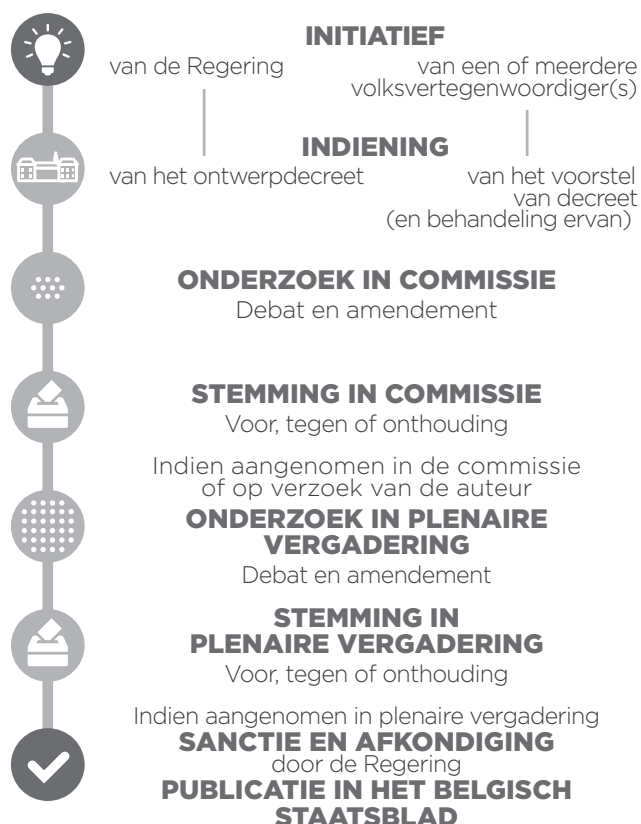 INITIATIEF
van de Regering
van een of meerdere
volksvertegenwoordiger(s)
INDIENING
van het ontwerpdecreet
van het voorstel
van decreet
(en behandeling ervan)
ONDERZOEK IN COMMISSIE
Debat en amendement
STEMMING IN COMMISSIE
Voor, tegen of onthouding
Indien aangenomen in de commissie
of op verzoek van de auteur
ONDERZOEK IN PLENAIRE
VERGADERING
Debat en amendement
STEMMING IN
PLENAIRE VERGADERING
Voor, tegen of onthouding
Indien aangenomen in plenaire vergadering
SANCTIE EN AFKONDIGING
door de Regering
PUBLICATIE IN HET BELGISCH
STAATSBLAD